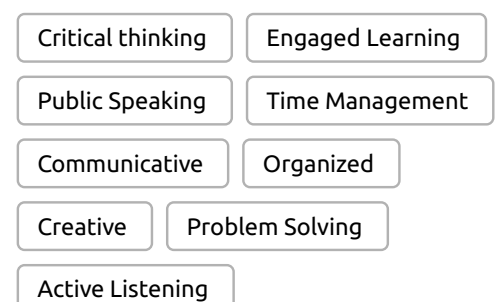 Critical thinking Engaged Learning
Public Speaking Time Management
Communicative Organized
Creative Problem Solving
Active Listening